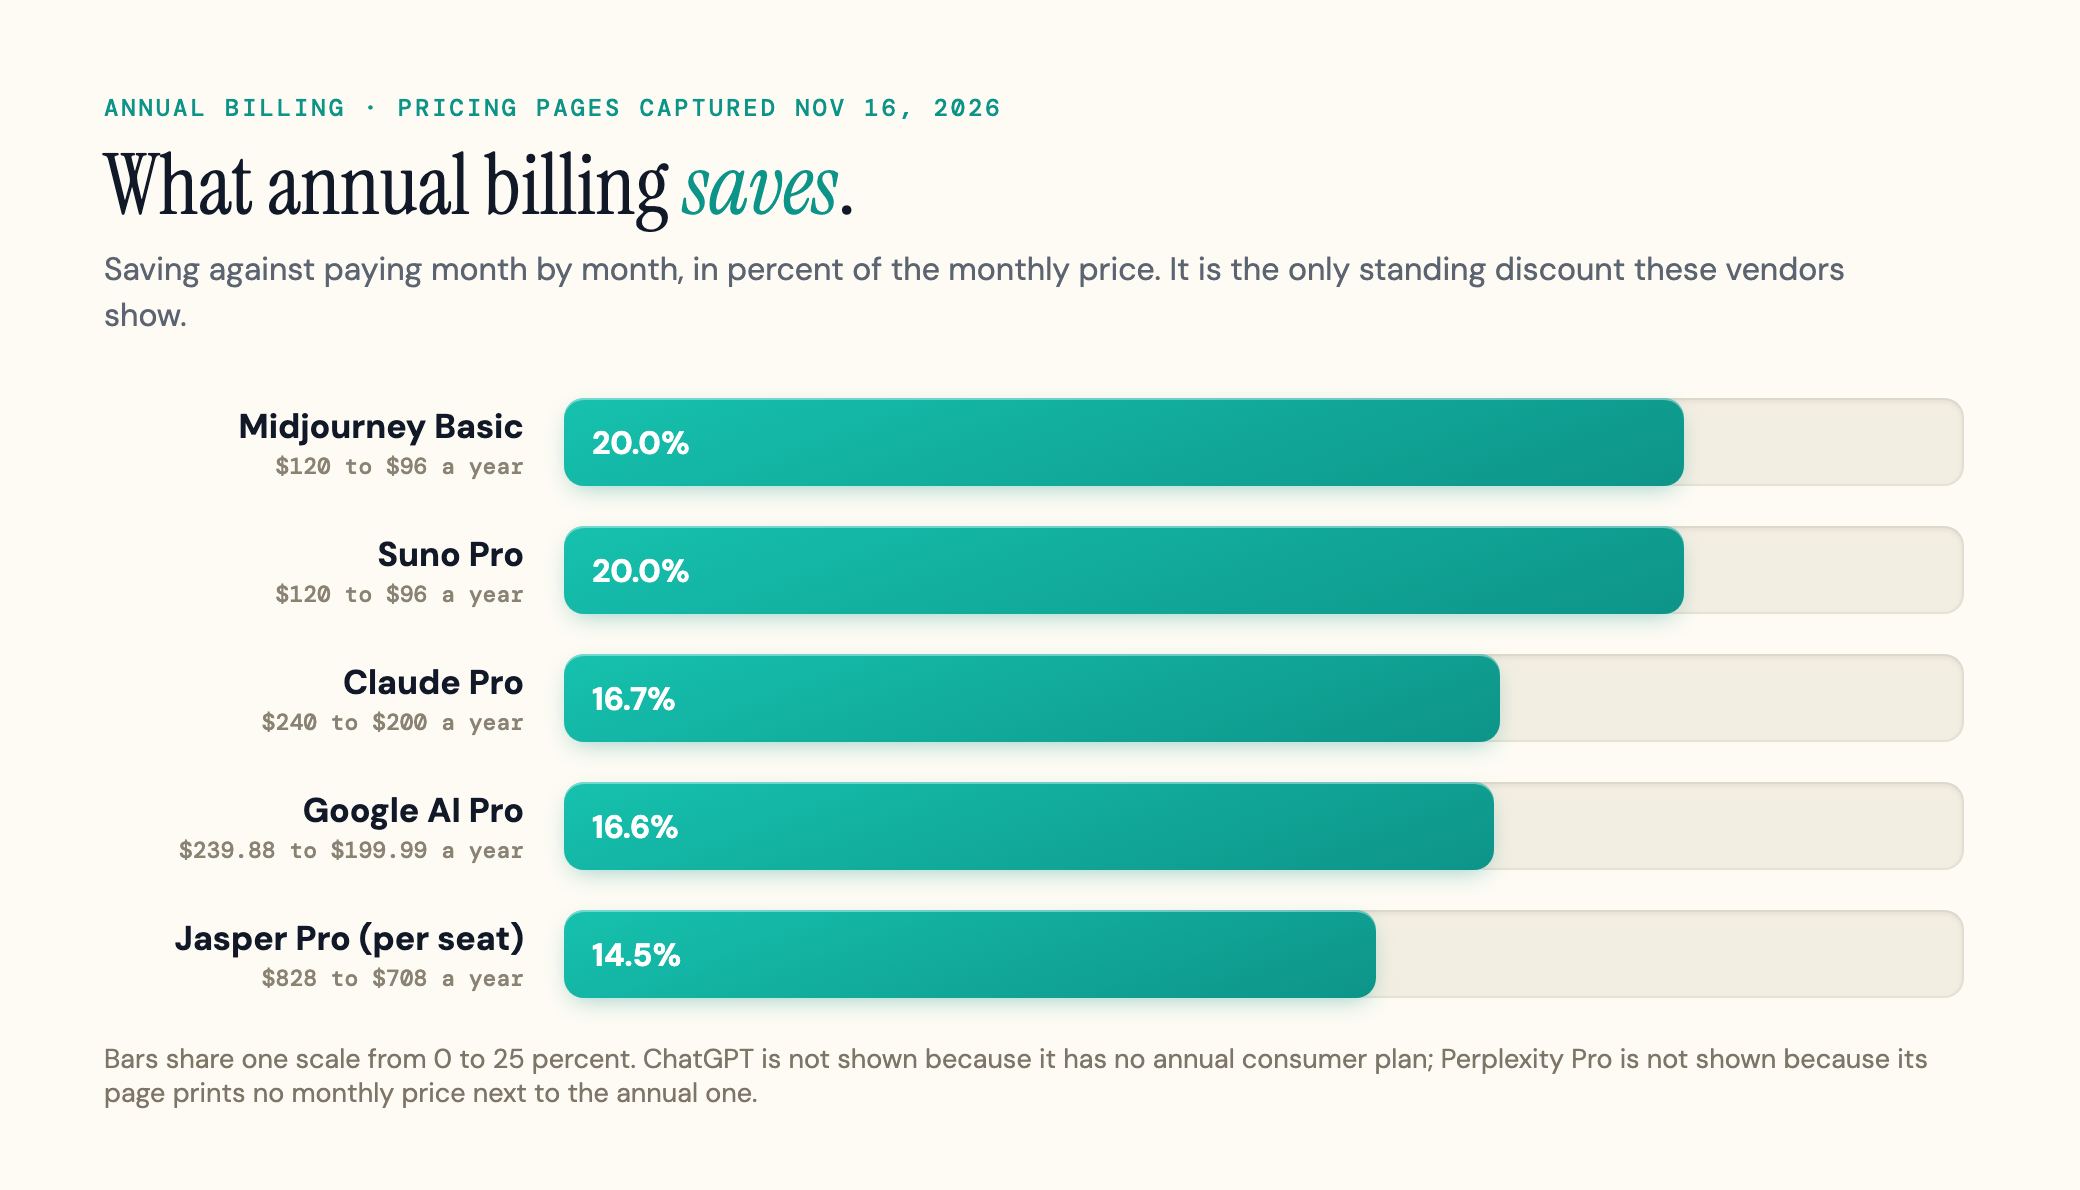 ANNUAL BILLING · PRICING PAGES CAPTURED NOV 16, 2026
What annual billing saves.
Saving against paying month by month, in percent of the monthly price. It is the only standing discount these vendors
show.
Midjourney Basic
$120 to $96 a year
20.0%
Suno Pro
$120 to $96 a year
20.0%
Claude Pro
$240 to $200 a year
16.7%
Google AI Pro
$239.88 to $199.99 a year
16.6%
Jasper Pro (per seat)
$828 to $708 a year
14.5%
Bars share one scale from 0 to 25 percent. ChatGPT is not shown because it has no annual consumer plan; Perplexity Pro is not shown because its
page prints no monthly price next to the annual one.